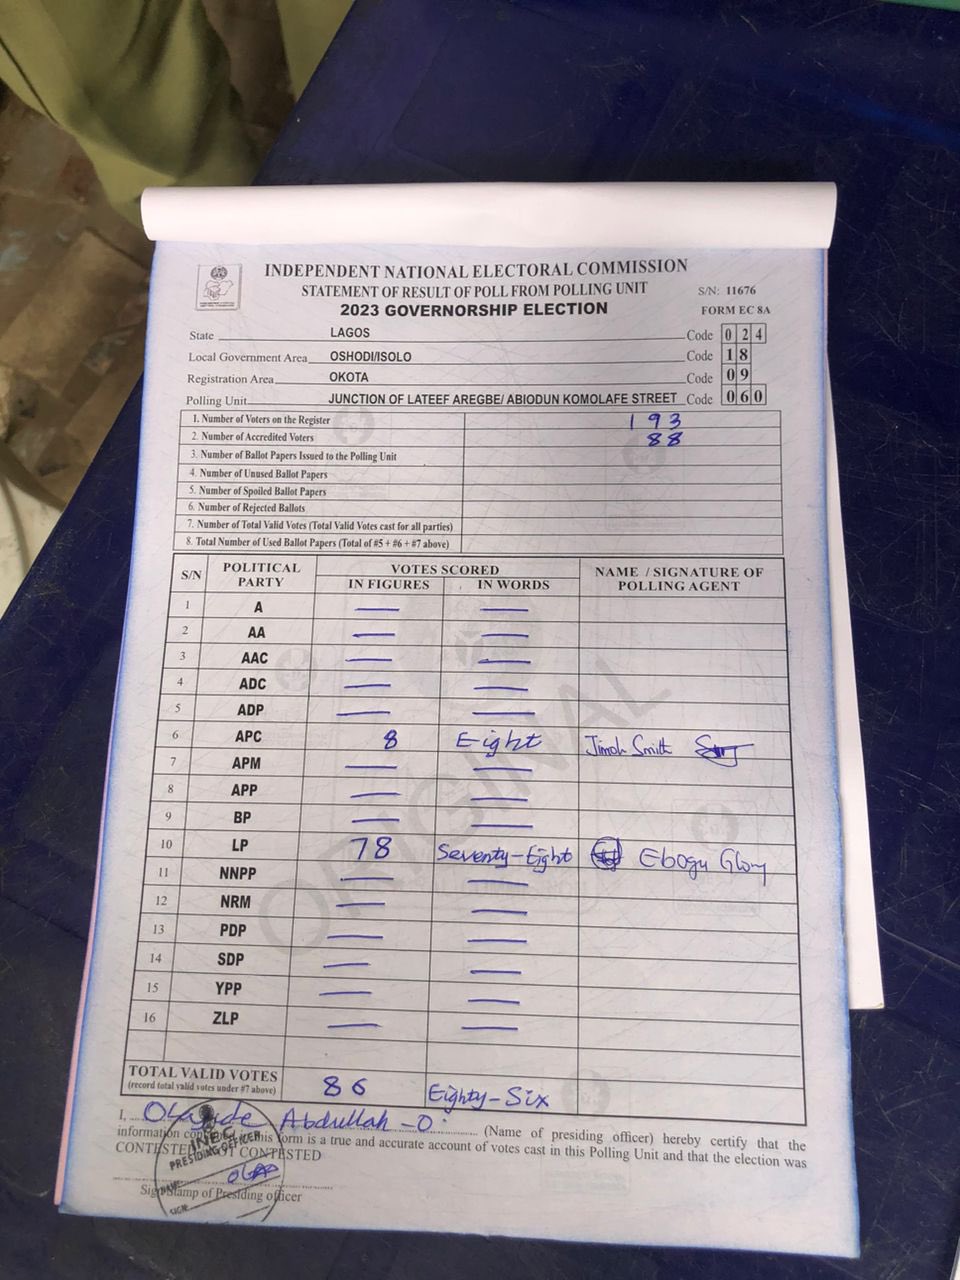 INDEPENDENT NATIONAL ELECTORAL COMMISSION
STATEMENT OF RESULT OF POLL FROM POLLING UNIT
S/N: 11676
2023 GOVERNORSHIP ELECTION
FORM EC 8A
State LAGOS Code 0 2 4
Local Government Area OSHODI/ISOLO Code 1 8
Registration Area OKOTA Code 0 9
Polling Unit JUNCTION OF LATEEF AREGBE/ ABIODUN KOMOLAFE STREET Code 0 6 0
1. Number of Voters on the Register 193
2. Number of Accredited Voters 88
3. Number of Ballot Papers Issued to the Polling Unit
4. Number of Unused Ballot Papers
5. Number of Spoiled Ballot Papers
6. Number of Rejected Ballots
7. Number of Total Valid Votes (Total Valid Votes cast for all parties)
8. Total Number of Used Ballot Papers (Total of #5 + #6 + #7 above)
S/N POLITICAL PARTY VOTES SCORED NAME / SIGNATURE OF POLLING AGENT
IN FIGURES IN WORDS
1 A — —
2 AA — —
3 AAC — —
4 ADC — —
5 ADP — —
6 APC 8 Eight Jimoh Smith
7 APM — —
8 APP — —
9 BP — —
10 LP 78 Seventy-Eight Ebogu Glory
11 NNPP — —
12 NRM — —
13 PDP — —
14 SDP — —
15 YPP — —
16 ZLP — —
ORIGINAL
TOTAL VALID VOTES 86 Eighty-Six
(record total valid votes under #7 above)
I, Abdullah - O. (Name of presiding officer) hereby certify that the
information this form is a true and accurate account of votes cast in this Polling Unit and that the election was
CONTESTED CONTESTED
INEC
PRESIDING OFFICER
NAME:
SIGN:
Sign/Stamp of Presiding officer